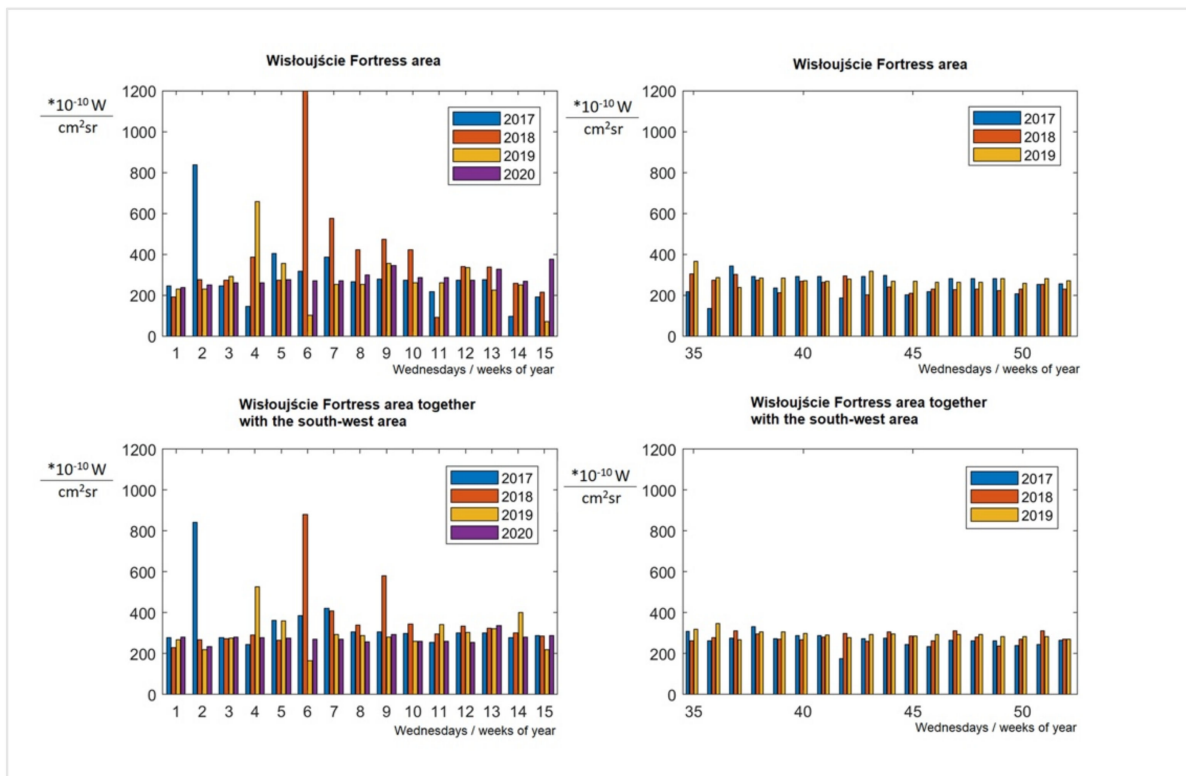 Wisłoujście Fortress area
*10⁻¹⁰ W
cm²sr
1200
1000
800
600
400
200
0
2017
2018
2019
2020
1 2 3 4 5 6 7 8 9 10 11 12 13 14 15
Wednesdays / weeks of year
Wisłoujście Fortress area
*10⁻¹⁰ W
cm²sr
1200
1000
800
600
400
200
0
2017
2018
2019
35 40 45 50
Wednesdays / weeks of year
Wisłoujście Fortress area together
with the south-west area
*10⁻¹⁰ W
cm²sr
1200
1000
800
600
400
200
0
2017
2018
2019
2020
1 2 3 4 5 6 7 8 9 10 11 12 13 14 15
Wednesdays / weeks of year
Wisłoujście Fortress area together
with the south-west area
*10⁻¹⁰ W
cm²sr
1200
1000
800
600
400
200
0
2017
2018
2019
35 40 45 50
Wednesdays / weeks of year